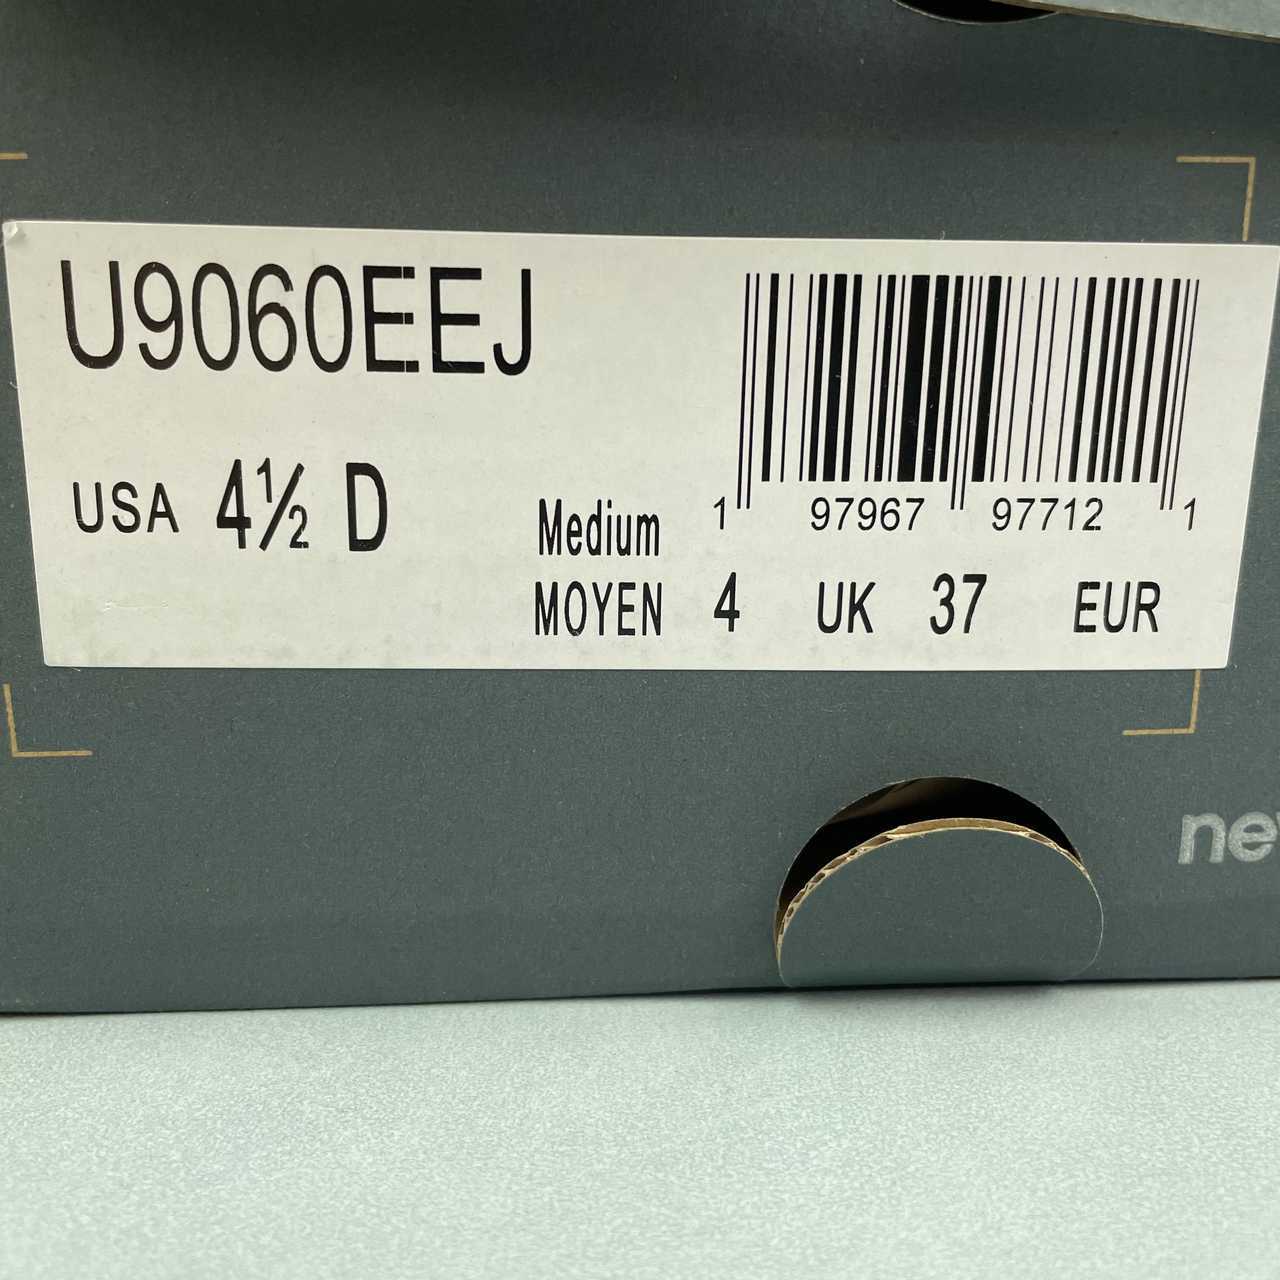 U9060EEJ
USA 4½ D
Medium
MOYEN
1 97967 97712 1
4 UK 37 EUR
ne